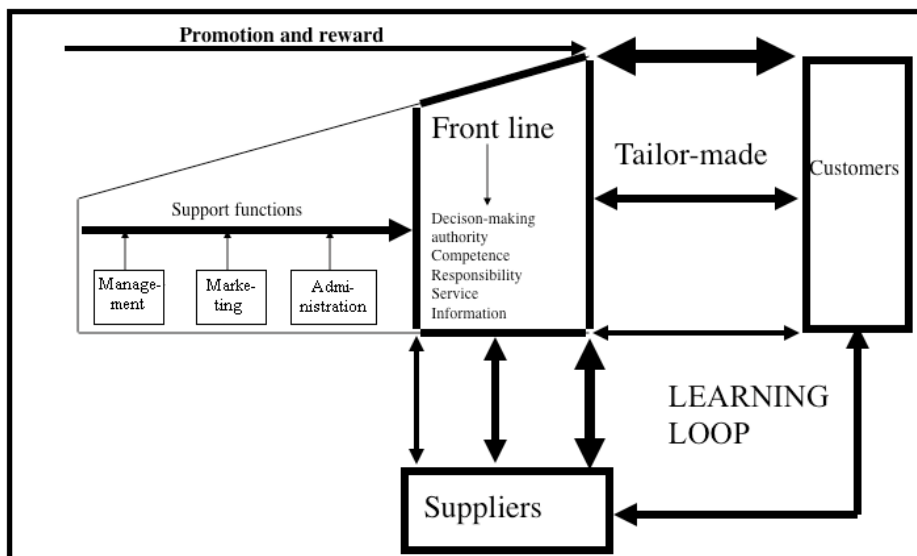 Promotion and reward
Front line
Tailor-made
Customers
Support functions
Decison-making
authority
Competence
Responsibility
Service
Information
Manage-
ment
Marke-
ting
Admi-
nistration
LEARNING
LOOP
Suppliers